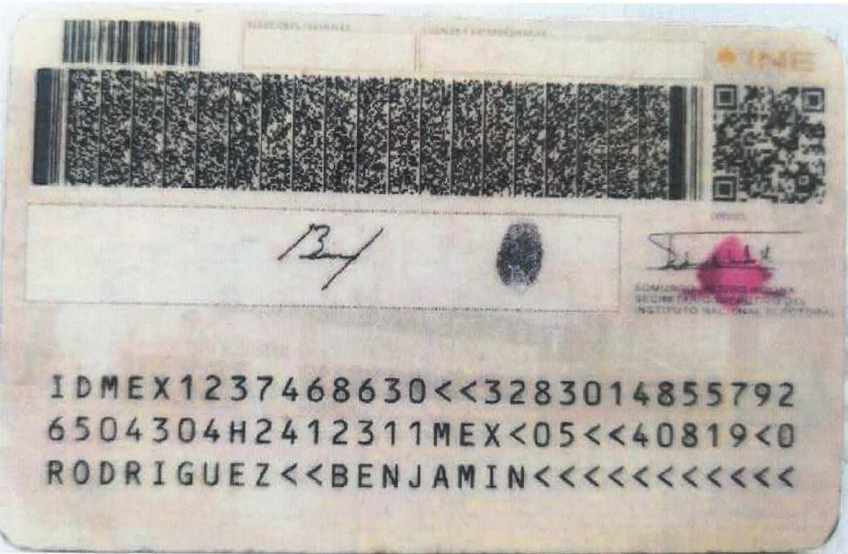 ELECCIONES FEDERALES
LOCALES Y EXTRAORDINARIAS
INE
SECRETARIO EJECUTIVO DEL
INSTITUTO NACIONAL ELECTORAL
IDMEX1237468630<<3283014855792
6504304H2412311MEX<05<<40819<0
RODRIGUEZ<<BENJAMIN<<<<<<<<<<<